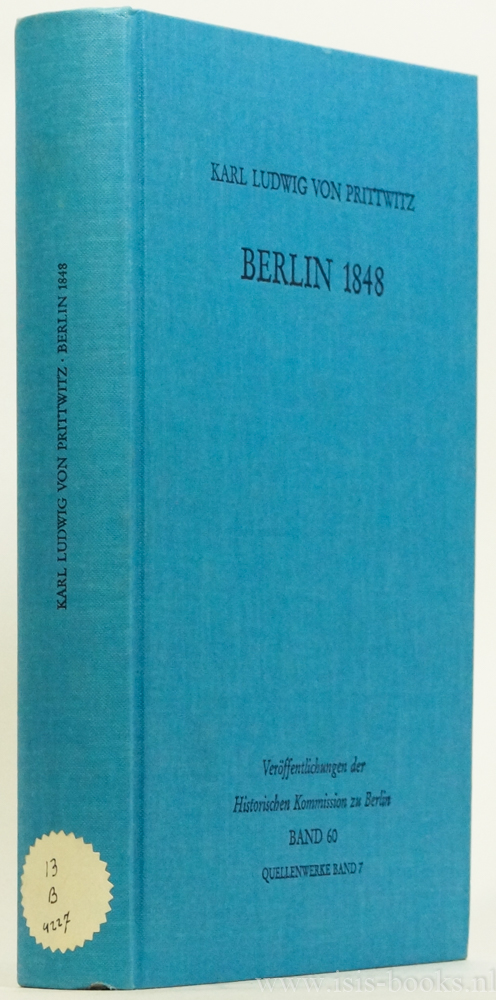 KARL LUDWIG VON PRITTWITZ · BERLIN 1848
13
B
4227
KARL LUDWIG VON PRITTWITZ
BERLIN 1848
Veröffentlichungen der
Historischen Kommission zu Berlin
BAND 60
QUELLENWERKE BAND 7
www.isis-books.nl